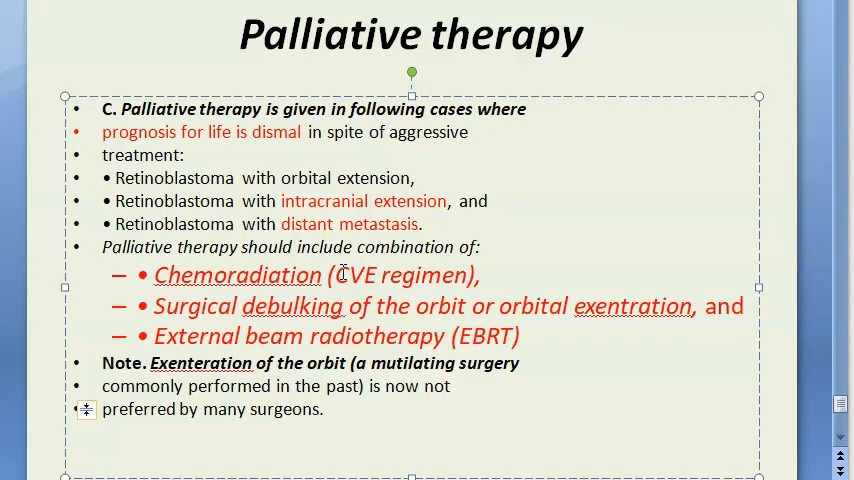 Palliative therapy
• C. Palliative therapy is given in following cases where
• prognosis for life is dismal in spite of aggressive
• treatment:
• • Retinoblastoma with orbital extension,
• • Retinoblastoma with intracranial extension, and
• • Retinoblastoma with distant metastasis.
• Palliative therapy should include combination of:
– • Chemoradiation (CVE regimen),
– • Surgical debulking of the orbit or orbital exentration, and
– • External beam radiotherapy (EBRT)
• Note. Exenteration of the orbit (a mutilating surgery
• commonly performed in the past) is now not
• preferred by many surgeons.